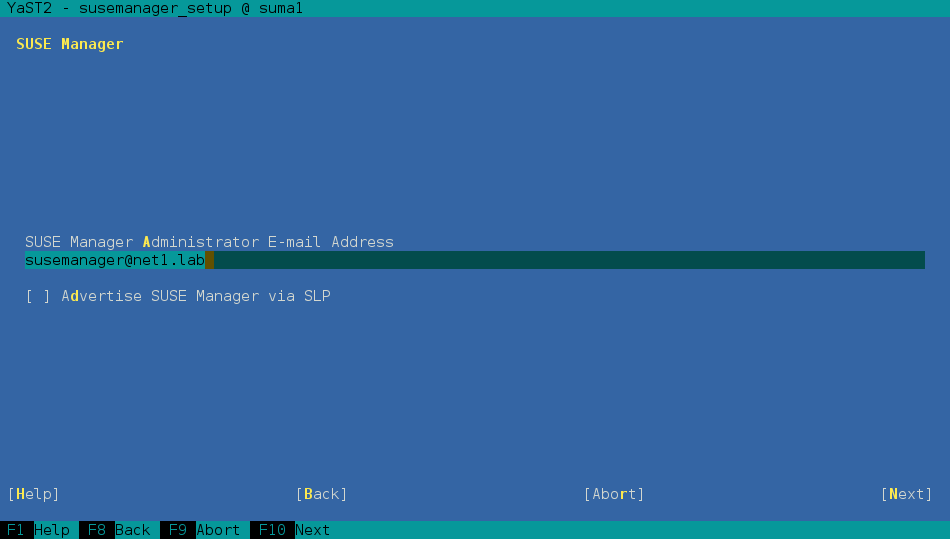 YaST2 - susemanager_setup @ suma1
SUSE Manager
SUSE Manager Administrator E-mail Address
susemanager@net1.lab
[ ] Advertise SUSE Manager via SLP
[Help] [Back] [Abort] [Next]
F1 Help F8 Back F9 Abort F10 Next